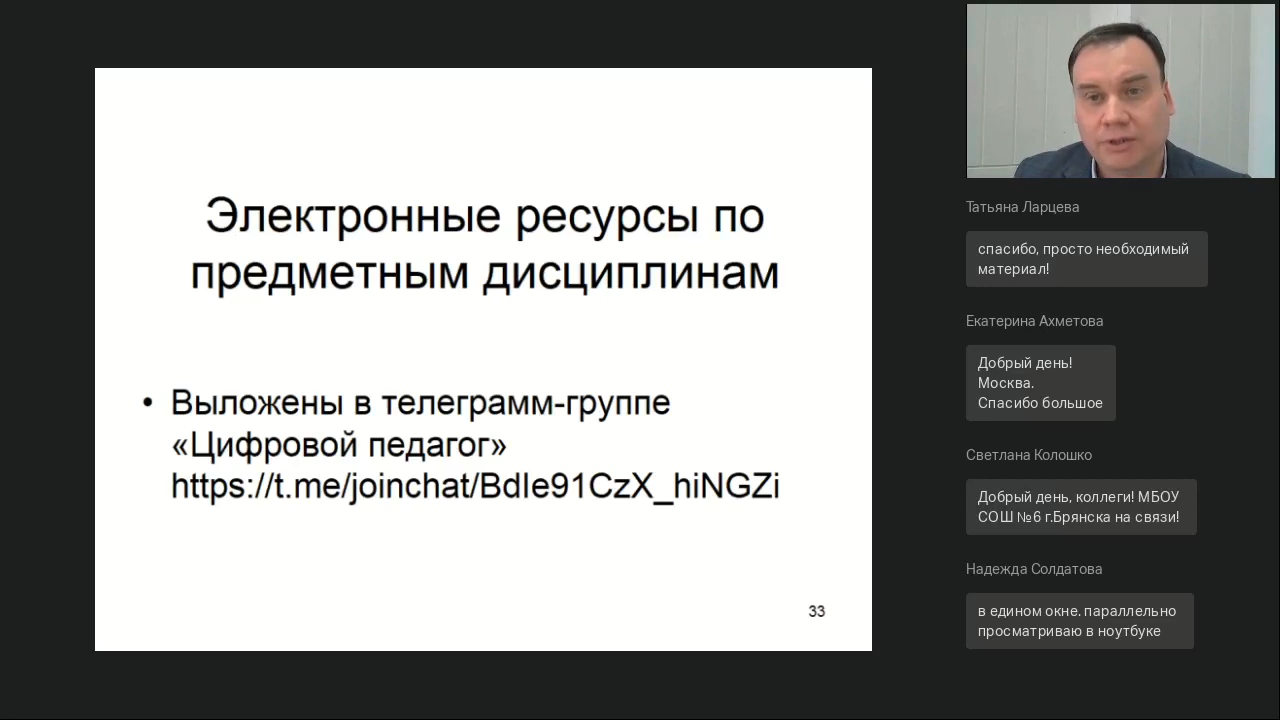 Электронные ресурсы по
предметным дисциплинам
• Выложены в телеграмм-группе
«Цифровой педагог»
https://t.me/joinchat/BdIe91CzX_hiNGZi
33
Татьяна Ларцева
спасибо, просто необходимый
материал!
Екатерина Ахметова
Добрый день!
Москва.
Спасибо большое
Светлана Колошко
Добрый день, коллеги! МБОУ
СОШ №6 г.Брянска на связи!
Надежда Солдатова
в едином окне. параллельно
просматриваю в ноутбуке